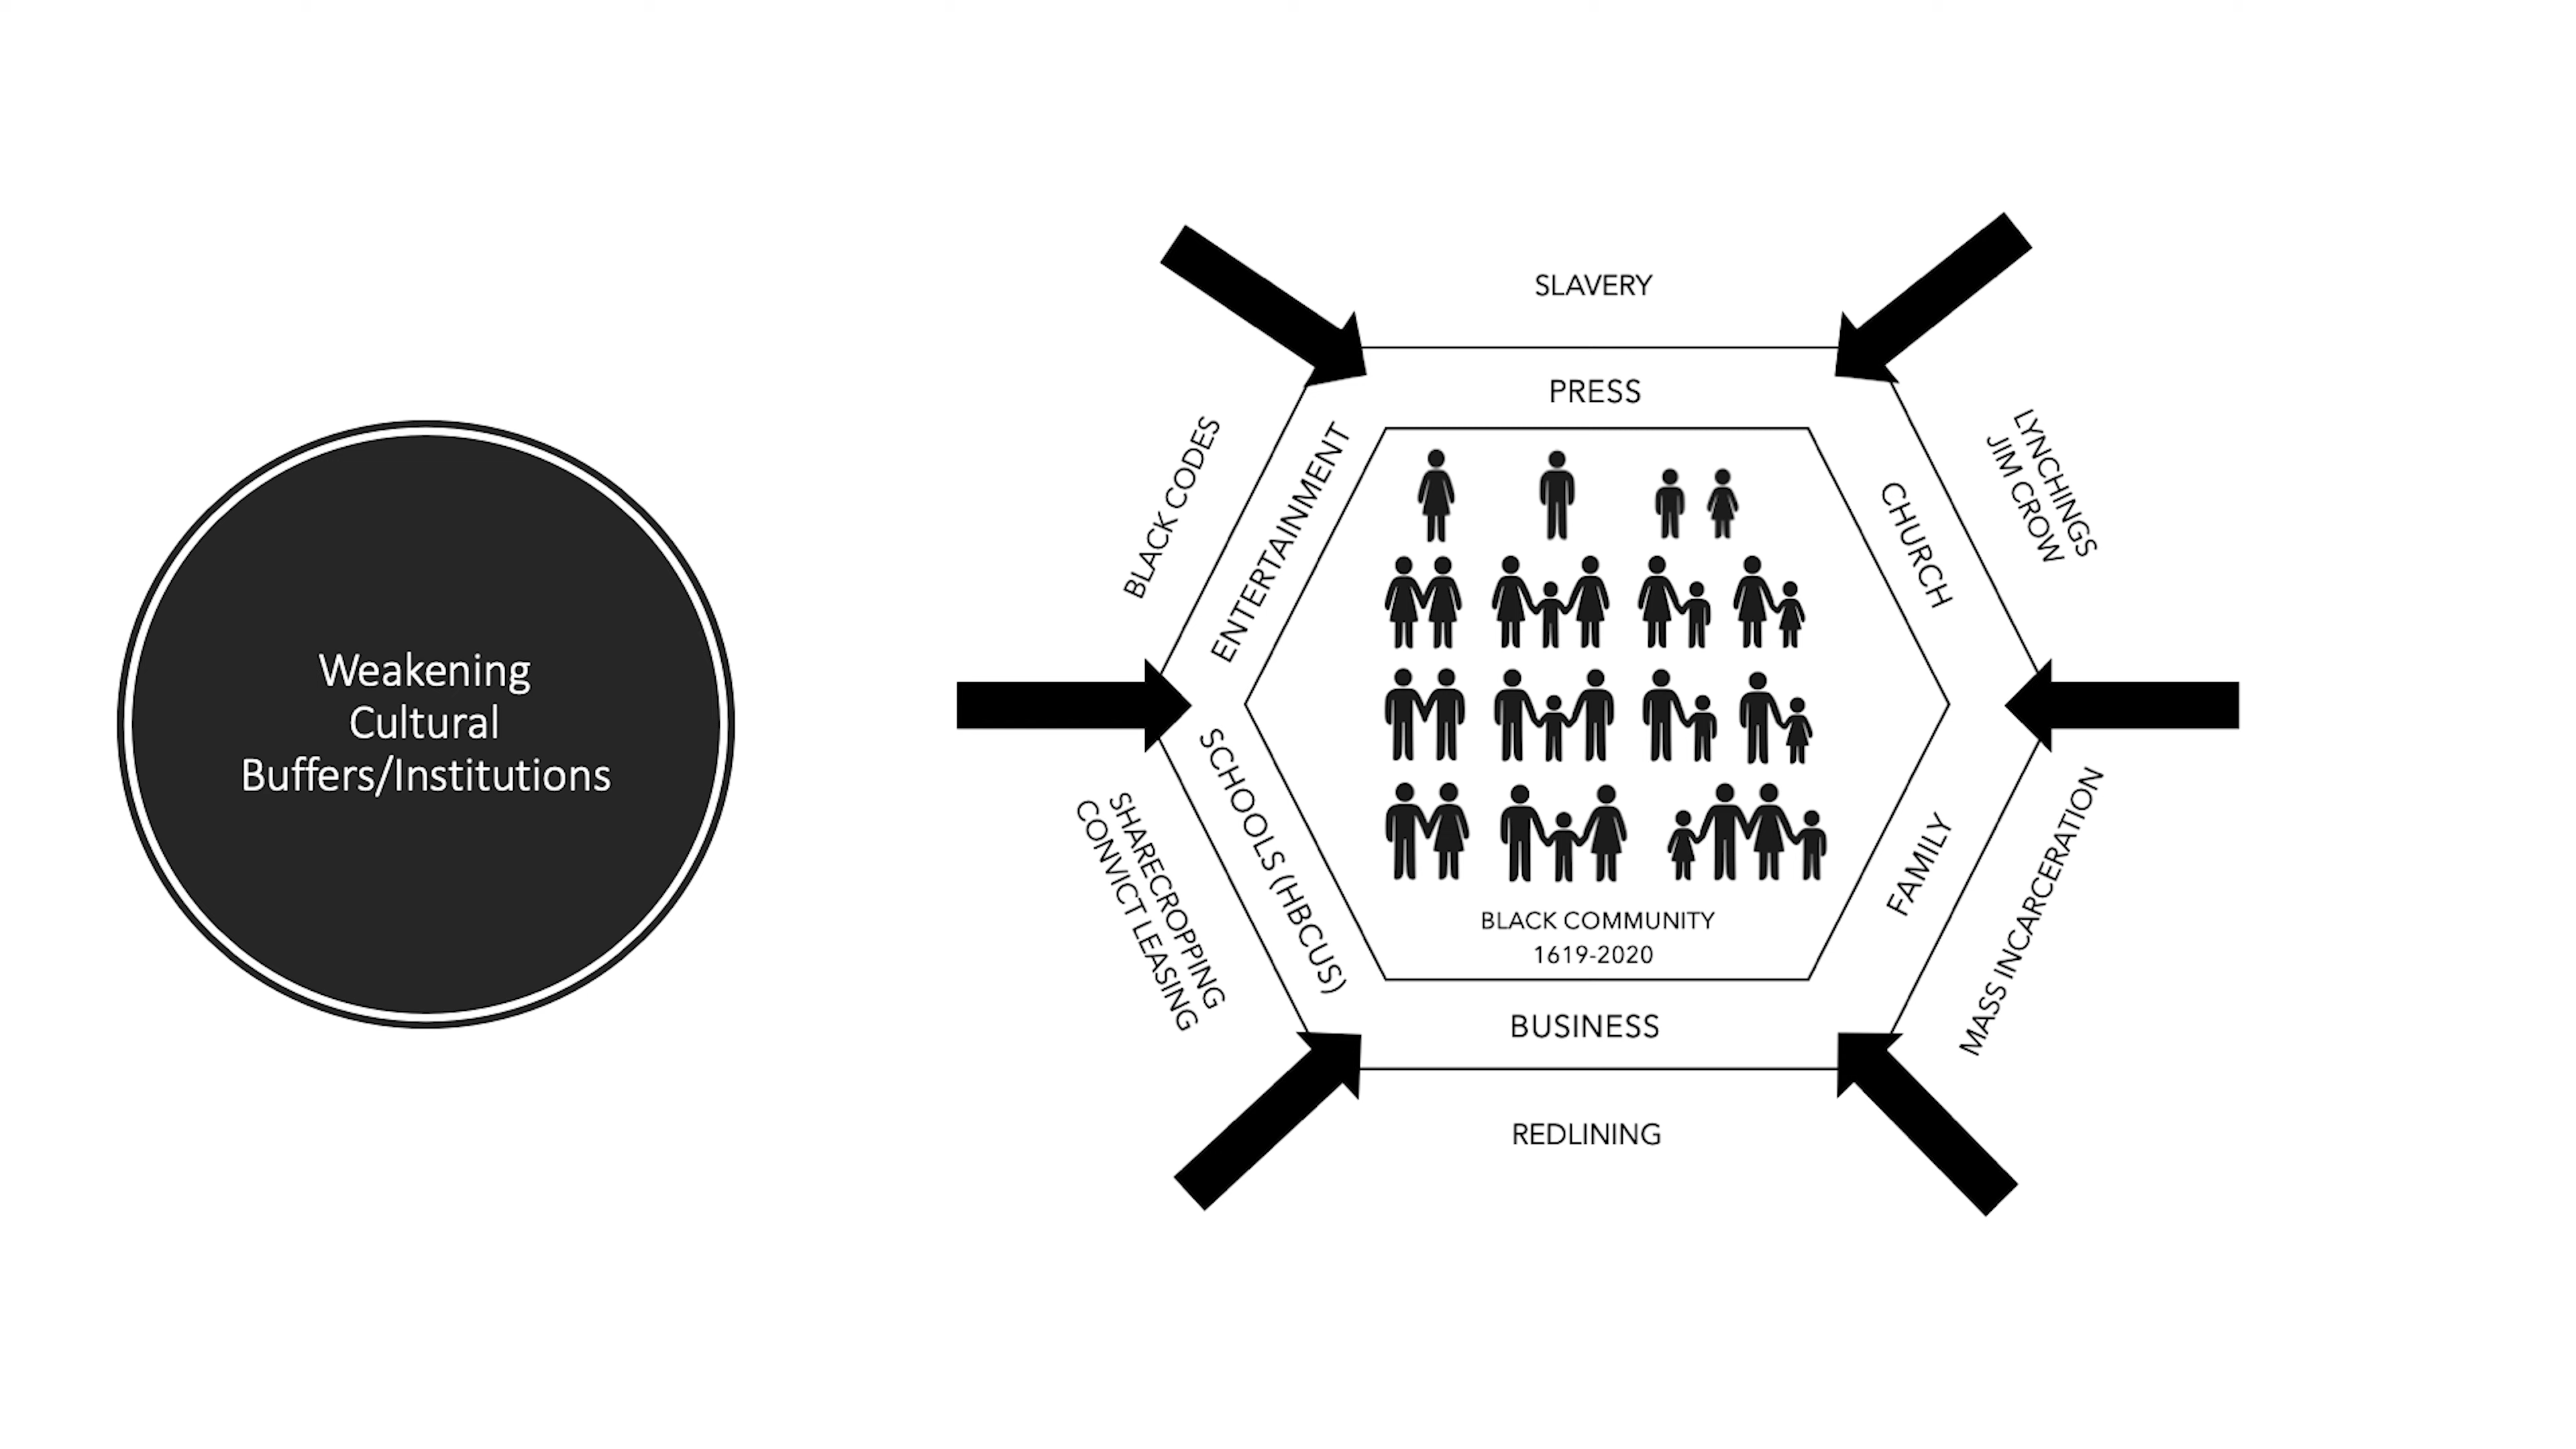 Weakening
Cultural
Buffers/Institutions
SLAVERY
PRESS
BLACK CODES
ENTERTAINMENT
CHURCH
LYNCHINGS
JIM CROW
SCHOOLS (HBCUS)
SHARECROPPING
CONVICT LEASING
FAMILY
MASS INCARCERATION
BLACK COMMUNITY
1619-2020
BUSINESS
REDLINING